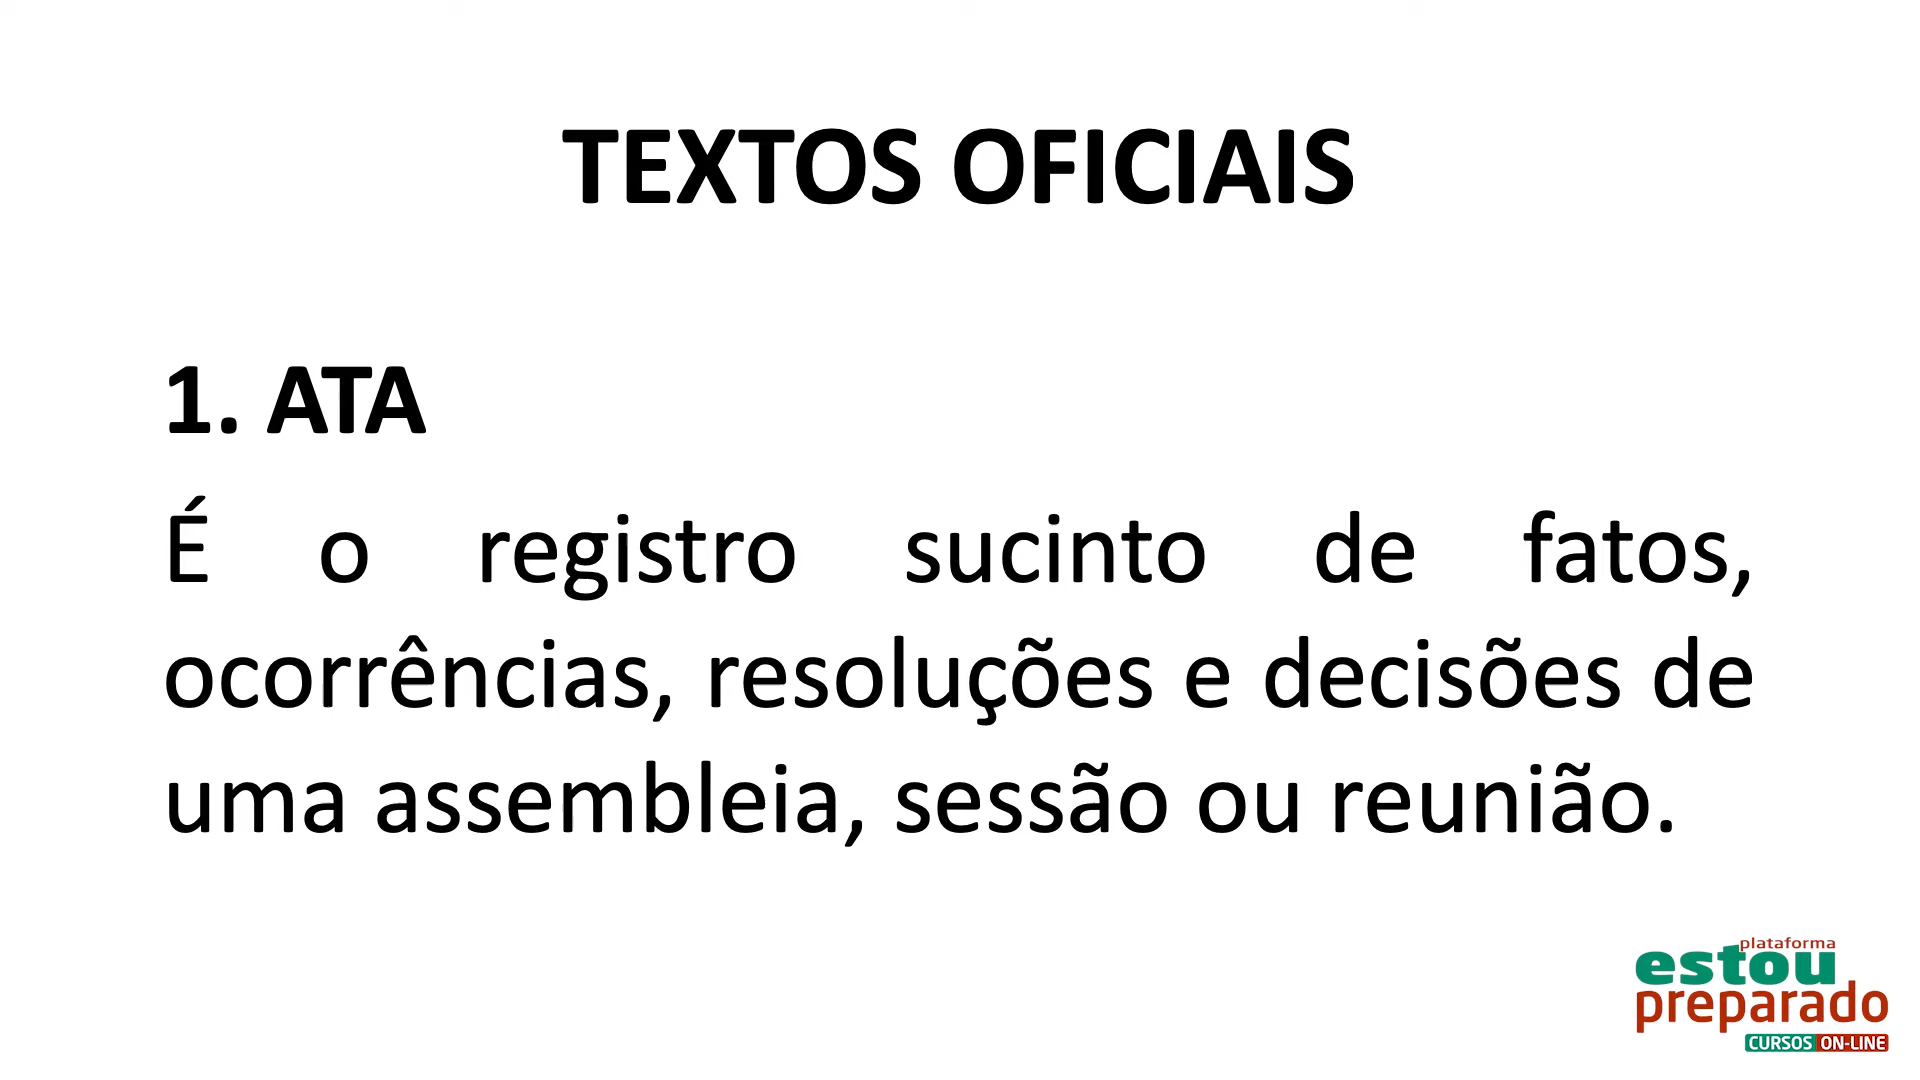 TEXTOS OFICIAIS
1. ATA
É o registro sucinto de fatos,
ocorrências, resoluções e decisões de
uma assembleia, sessão ou reunião.
plataforma
estou
preparado
CURSOS ON-LINE